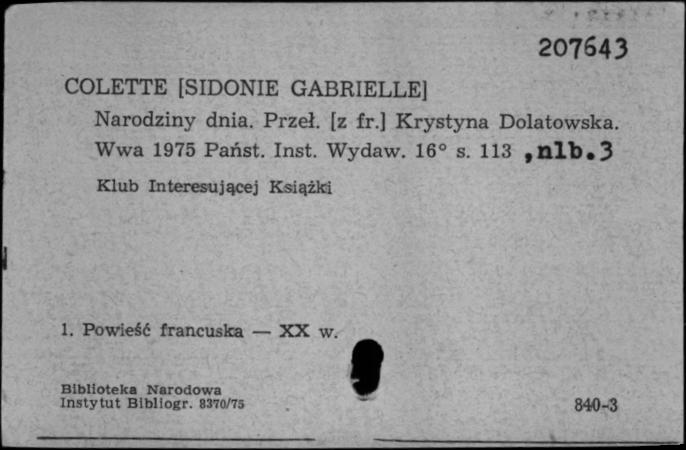 207643
COLETTE [SIDONIE GABRIELLE]
Narodziny dnia. Przeł. [z fr.] Krystyna Dolatowska.
Wwa 1975 Państ. Inst. Wydaw. 16° s. 113 ,nlb.3
Klub Interesującej Książki
1. Powieść francuska — XX w.
Biblioteka Narodowa
Instytut Bibliogr. 8370/75
840-3